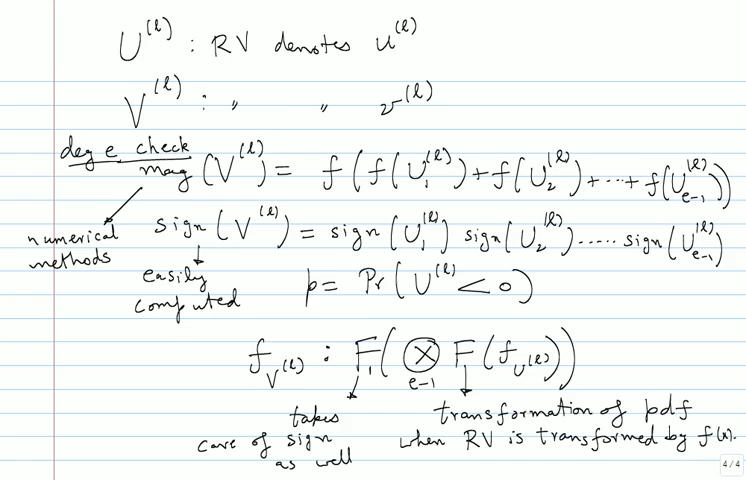 U^(l) : RV denotes u^(l)
V^(l) : " " v^(l)
deg e check
mag (V^(l)) = f ( f(U_1^(l)) + f(U_2^(l)) + ... + f(U_{e-1}^(l)) )
numerical methods
sign (V^(l)) = sign (U_1^(l)) sign (U_2^(l)) ...... sign (U_{e-1}^(l))
easily computed
p = Pr (U^(l) < 0)
f_{V^(l)} : F_1 ( ⊗_{e-1} F (f_{U^(l)}) )
takes care of sign as well
transformation of pdf when RV is transformed by f(x).
4/4